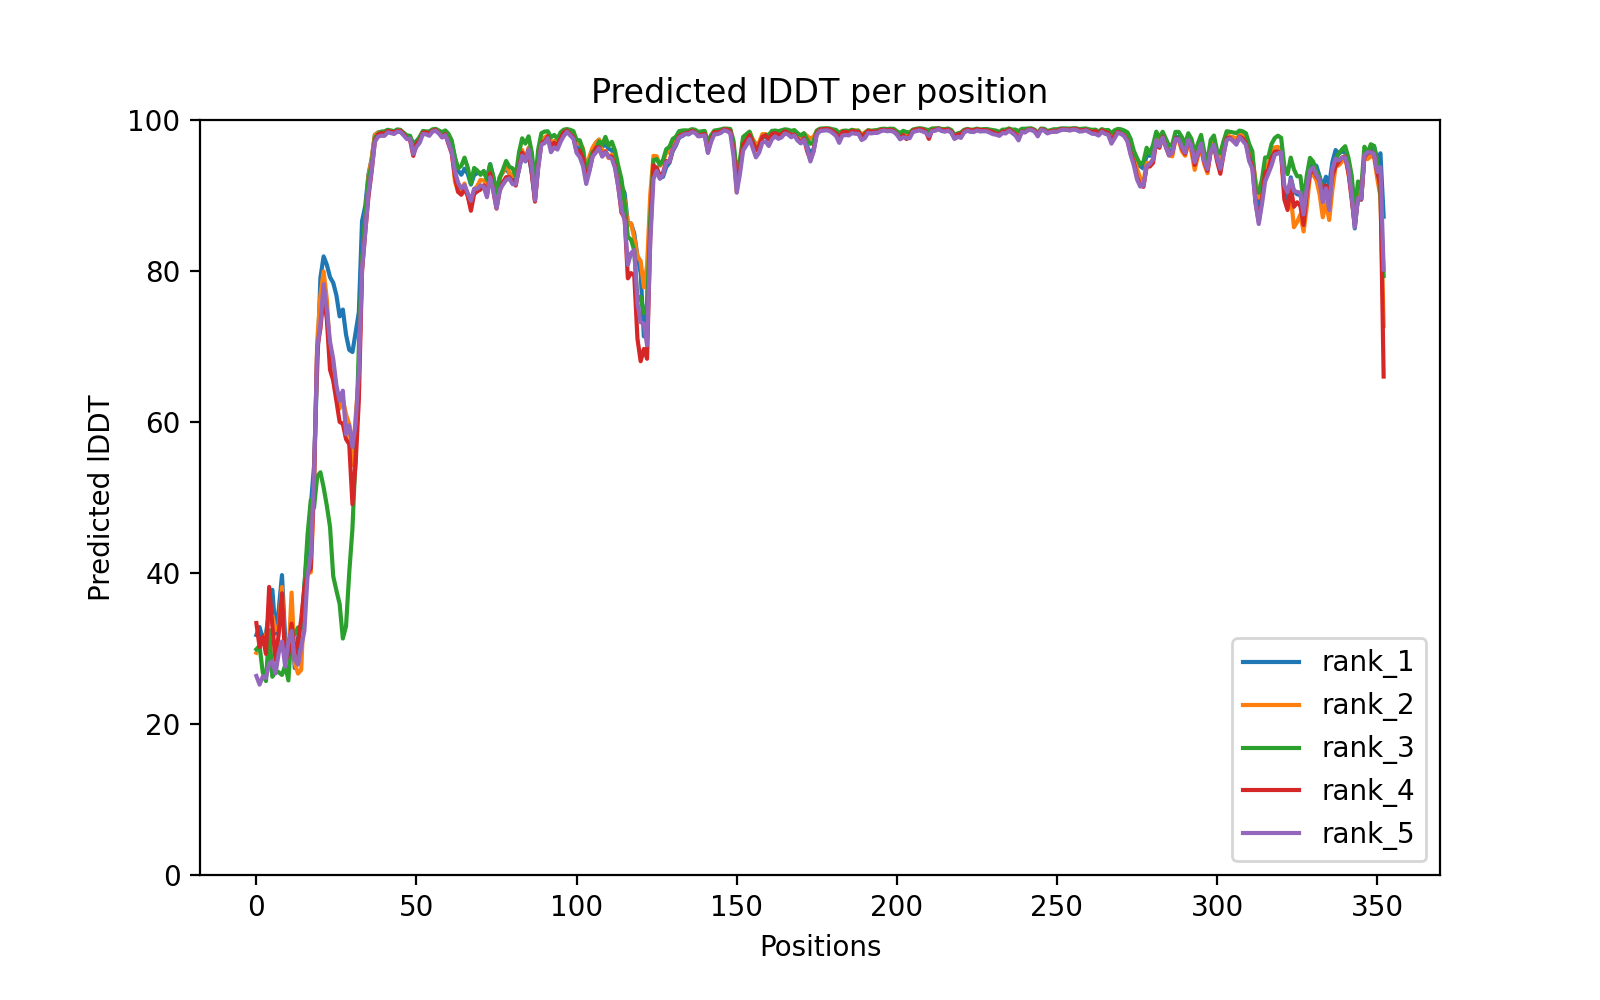 Predicted lDDT per position
100
80
60
40
20
0
Predicted lDDT
0 50 100 150 200 250 300 350
Positions
rank_1
rank_2
rank_3
rank_4
rank_5